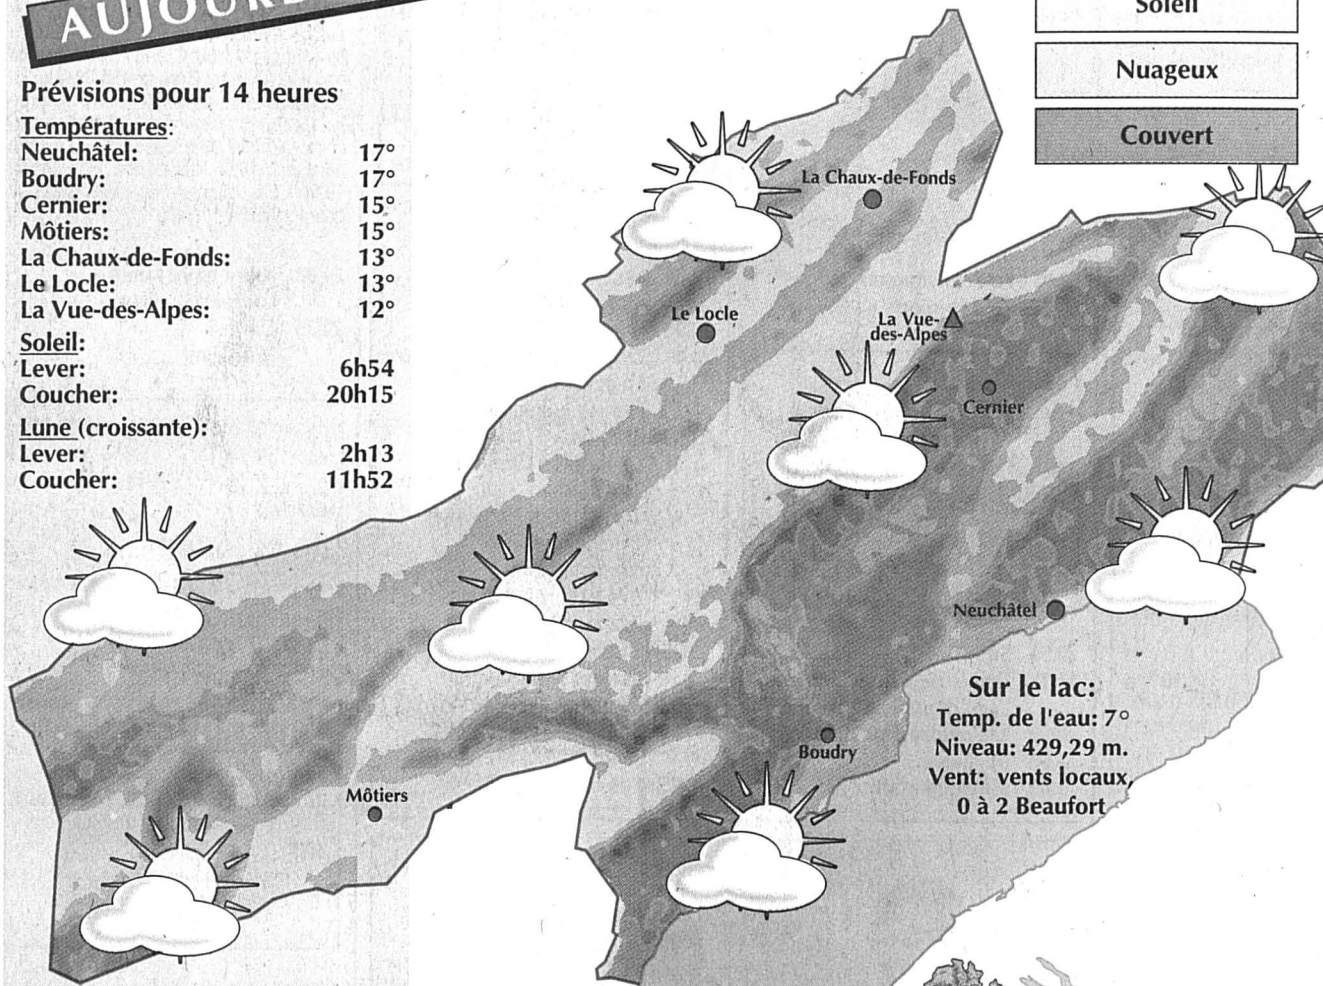 Prévisions pour 14 heures
Températures:
Neuchâtel: 17°
Boudry: 17°
Cernier: 15°
Môtiers: 15°
La Chaux-de-Fonds: 13°
Le Locle: 13°
La Vue-des-Alpes: 12°
Soleil:
Lever: 6h54
Coucher: 20h15
Lune (croissante):
Lever: 2h13
Coucher: 11h52
Soleil
Nuageux
Couvert
La Chaux-de-Fonds
Le Locle
La Vue-
des-Alpes
Cernier
Neuchâtel
Boudry
Môtiers
Sur le lac:
Temp. de l'eau: 7°
Niveau: 429,29 m.
Vent: vents locaux,
0 à 2 Beaufort